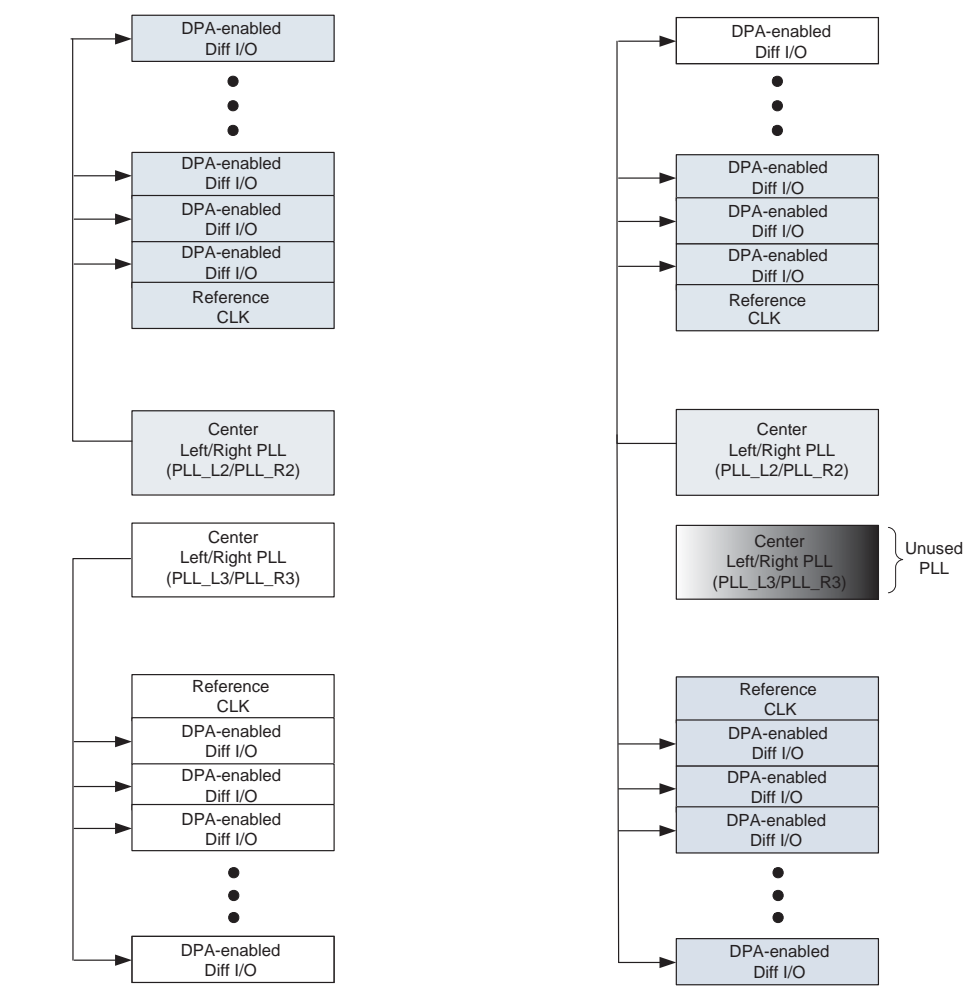 DPA-enabled
Diff I/O
DPA-enabled
Diff I/O
DPA-enabled
Diff I/O
DPA-enabled
Diff I/O
Reference
CLK
Center
Left/Right PLL
(PLL_L2/PLL_R2)
Center
Left/Right PLL
(PLL_L3/PLL_R3)
Reference
CLK
DPA-enabled
Diff I/O
DPA-enabled
Diff I/O
DPA-enabled
Diff I/O
DPA-enabled
Diff I/O
DPA-enabled
Diff I/O
DPA-enabled
Diff I/O
DPA-enabled
Diff I/O
DPA-enabled
Diff I/O
Reference
CLK
Center
Left/Right PLL
(PLL_L2/PLL_R2)
Center
Left/Right PLL
(PLL_L3/PLL_R3)
Unused
PLL
Reference
CLK
DPA-enabled
Diff I/O
DPA-enabled
Diff I/O
DPA-enabled
Diff I/O
DPA-enabled
Diff I/O